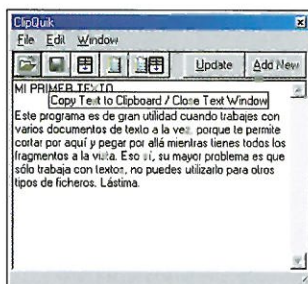 ClipQuik
File Edit Window
Update Add New
MI PRIMER TEXTO
Copy Text to Clipboard / Close Text Window
Este programa es de gran utilidad cuando trabajes con
varios documentos de texto a la vez, porque te permite
cortar por aquí y pegar por allá mientras tienes todos los
fragmentos a la vista. Eso sí, su mayor problema es que
sólo trabaja con textos, no puedes utilizarlo para otros
tipos de ficheros. Lástima.